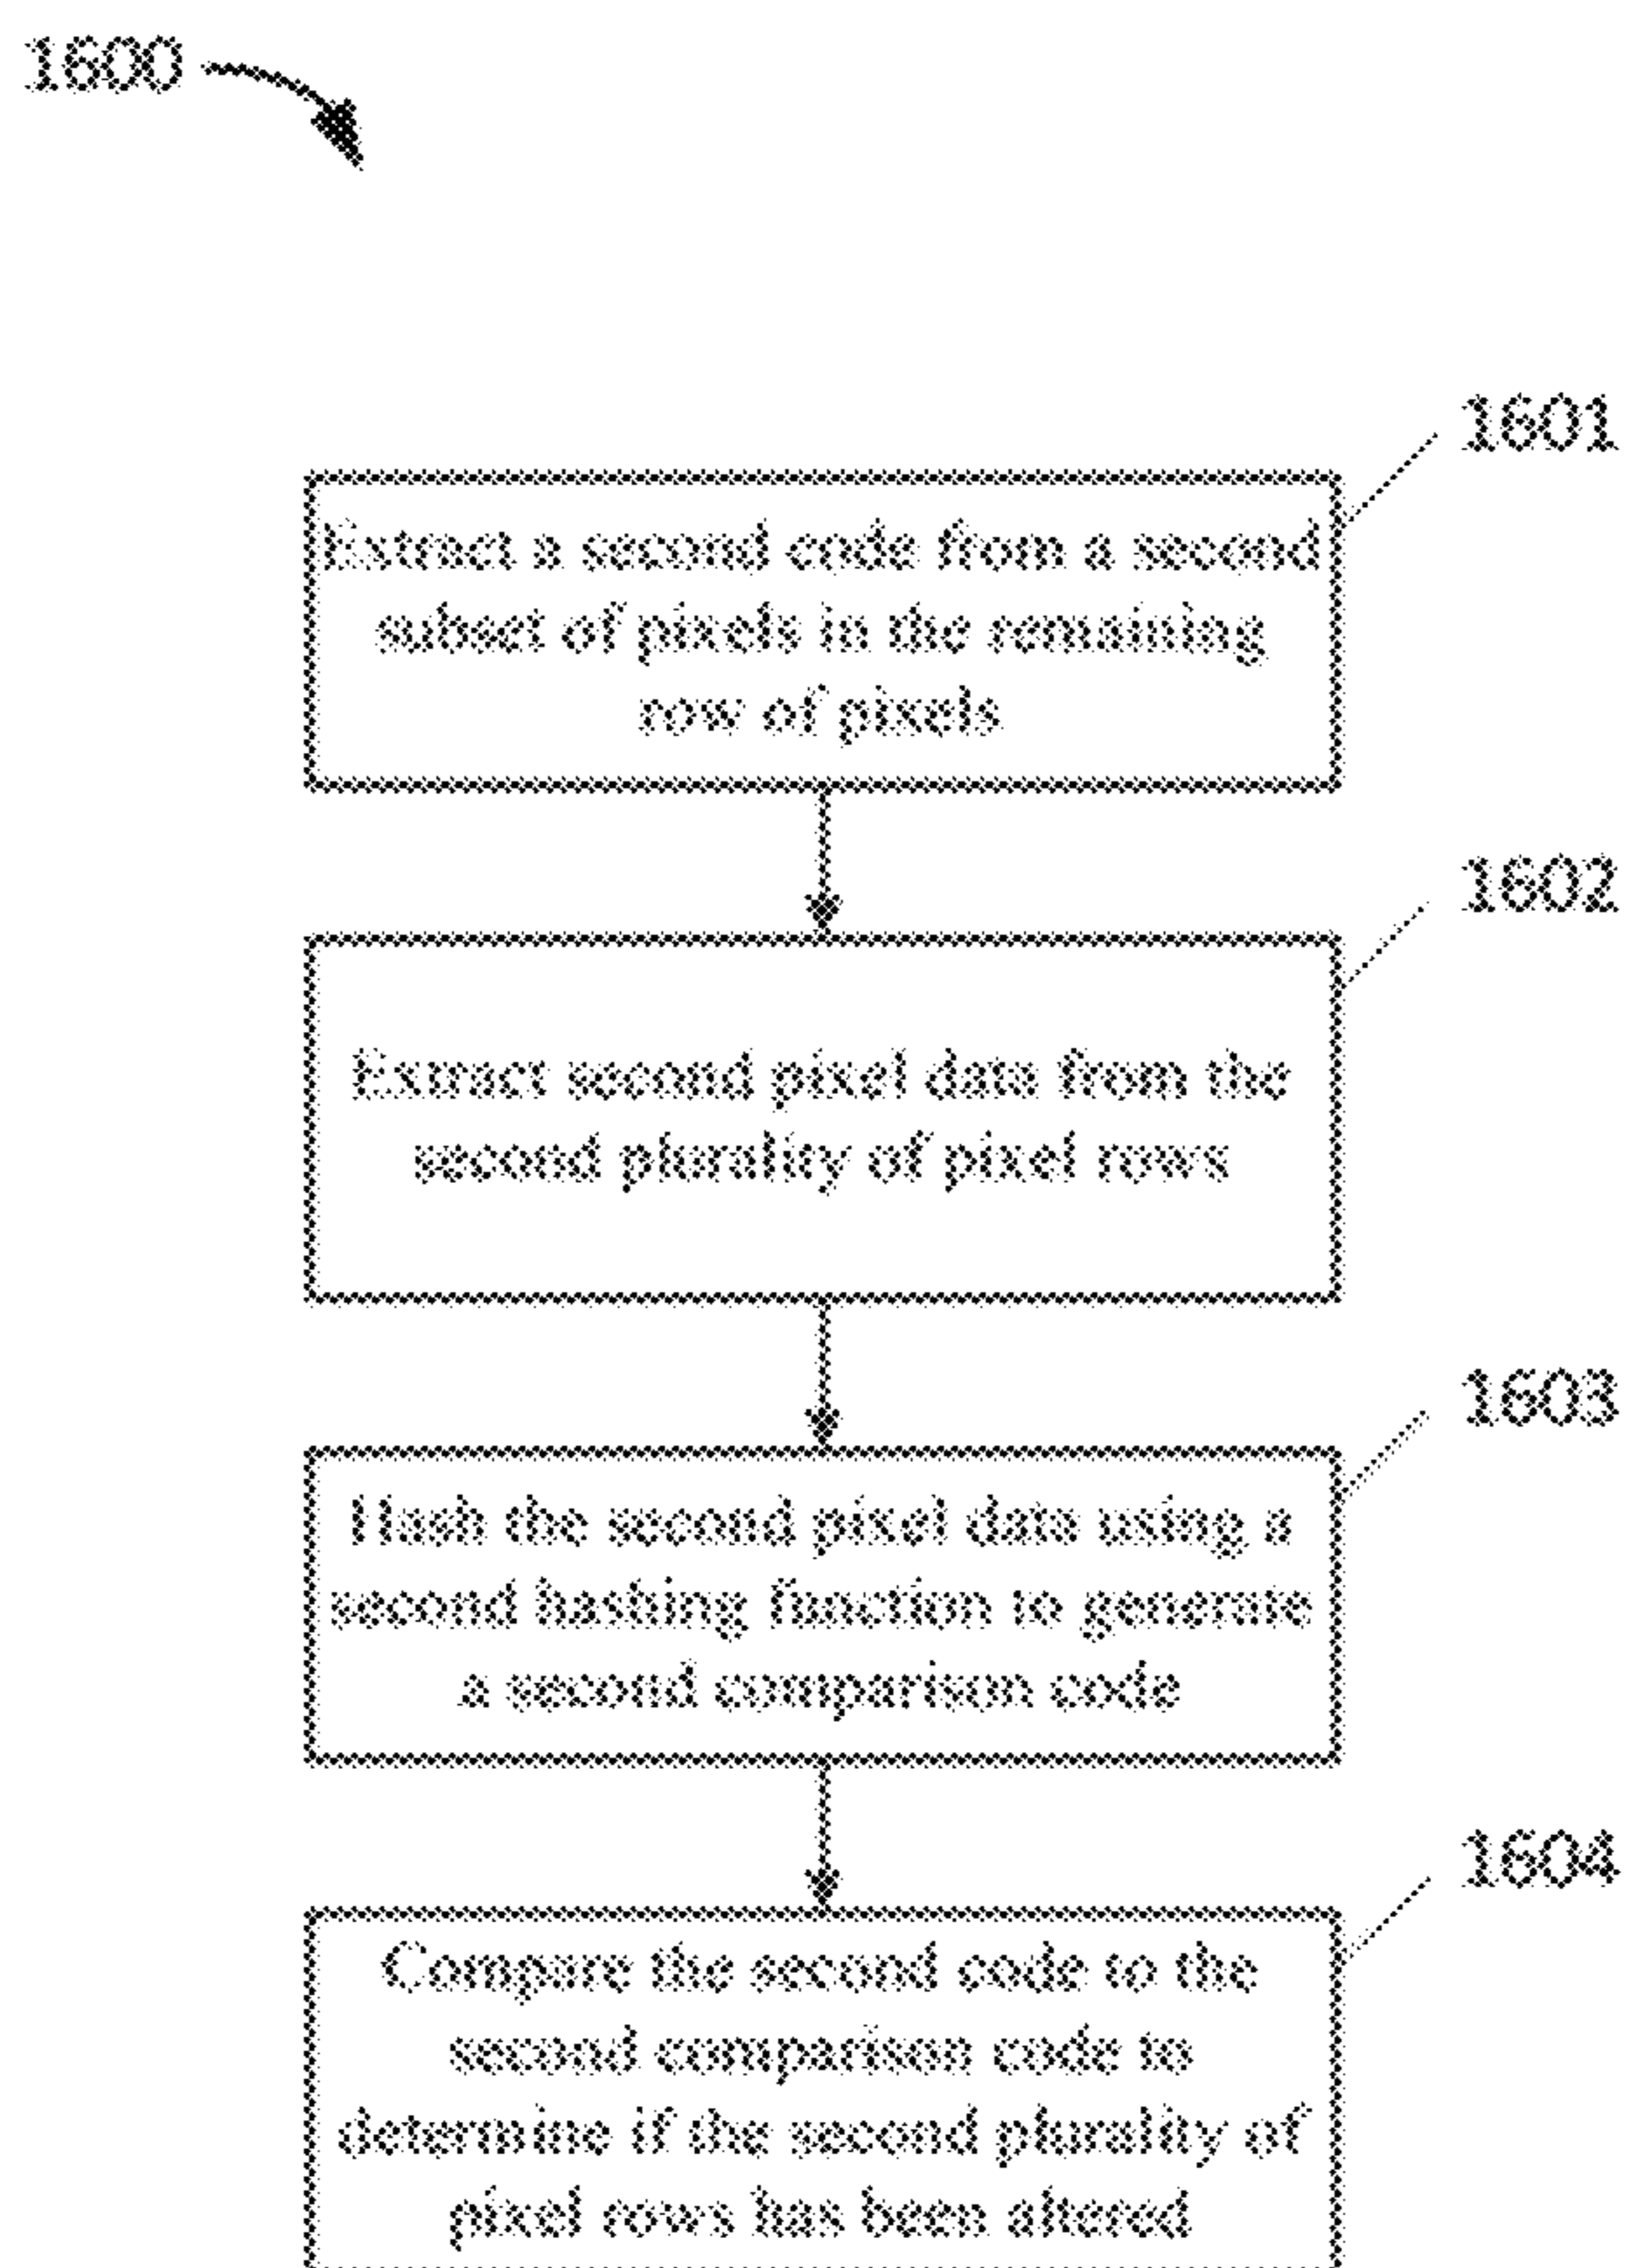 1600
1601
Extract a second code from a second
subset of pixels in the remaining
row of pixels
1602
Extract second pixel data from the
second plurality of pixel rows
1603
Hash the second pixel data using a
second hashing function to generate
a second comparison code
1604
Compare the second code to the
second comparison code to
determine if the second plurality of
pixel rows has been altered